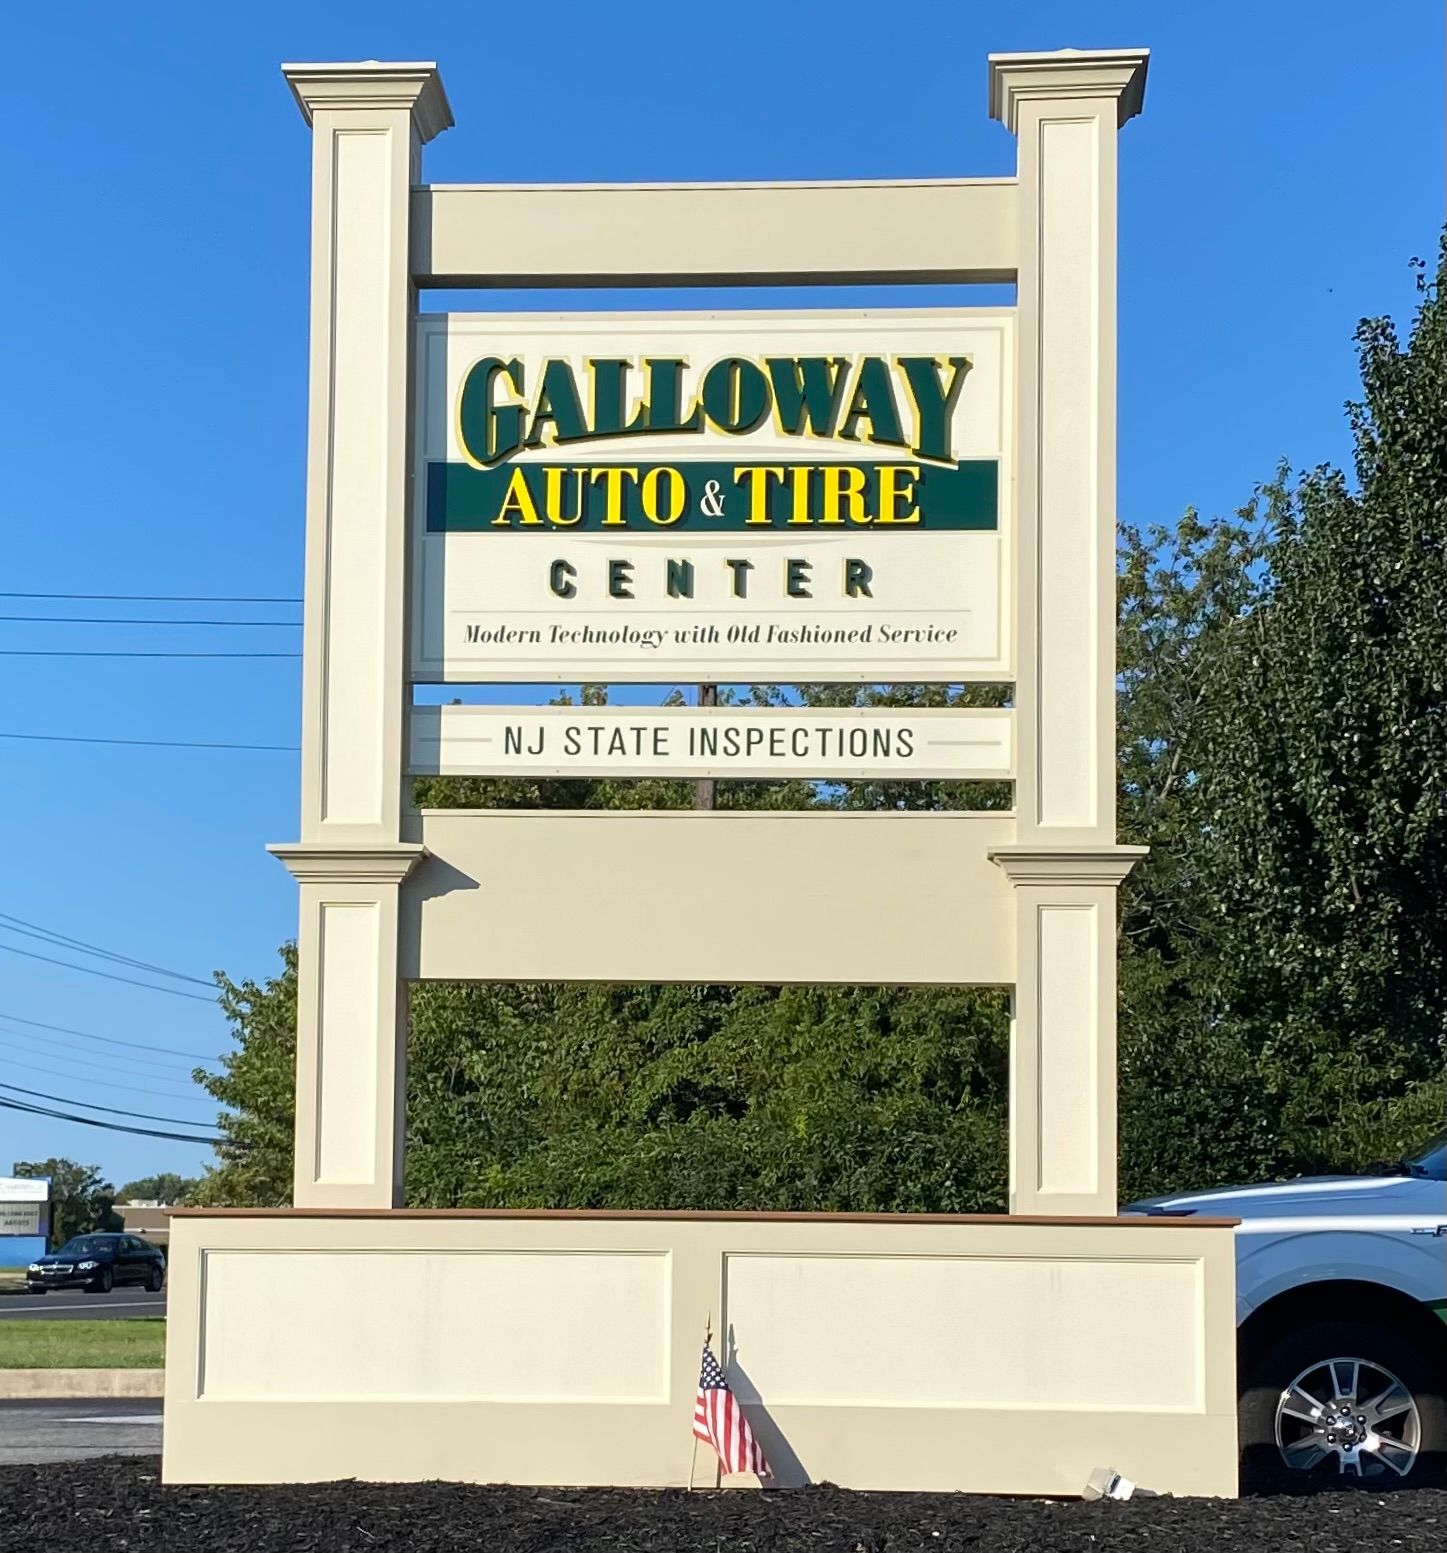 GALLOWAY
AUTO & TIRE
CENTER
Modern Technology with Old Fashioned Service
NJ STATE INSPECTIONS